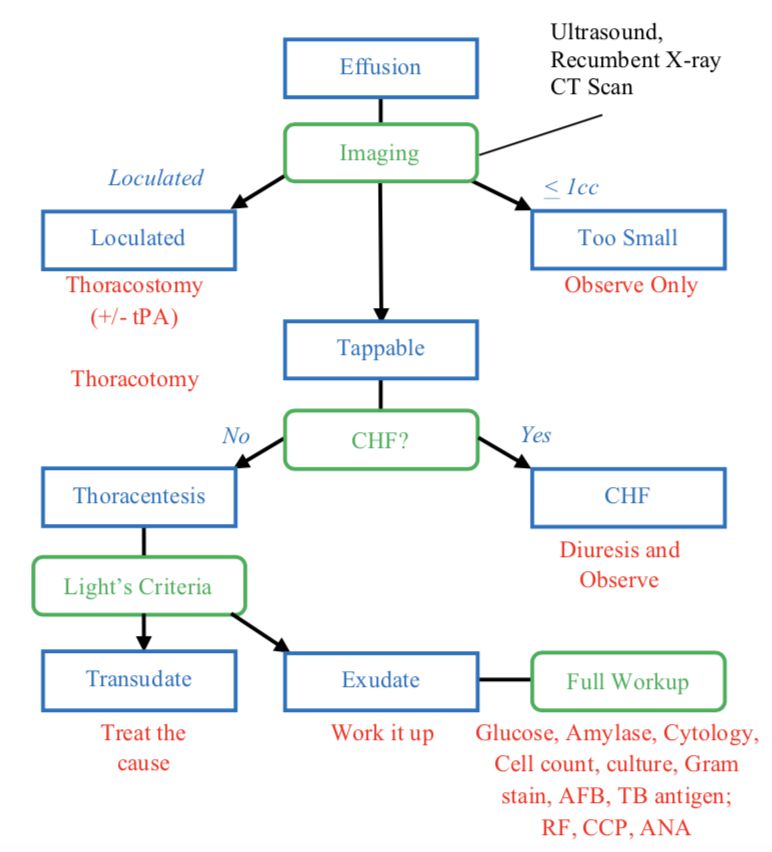 Ultrasound,
Recumbent X-ray
CT Scan
Effusion
Imaging
Loculated
≤ 1cc
Loculated
Too Small
Thoracostomy
(+/- tPA)
Observe Only
Thoracotomy
Tappable
CHF?
No
Yes
Thoracentesis
CHF
Diuresis and
Observe
Light's Criteria
Transudate
Exudate
Full Workup
Treat the
cause
Work it up
Glucose, Amylase, Cytology,
Cell count, culture, Gram
stain, AFB, TB antigen;
RF, CCP, ANA